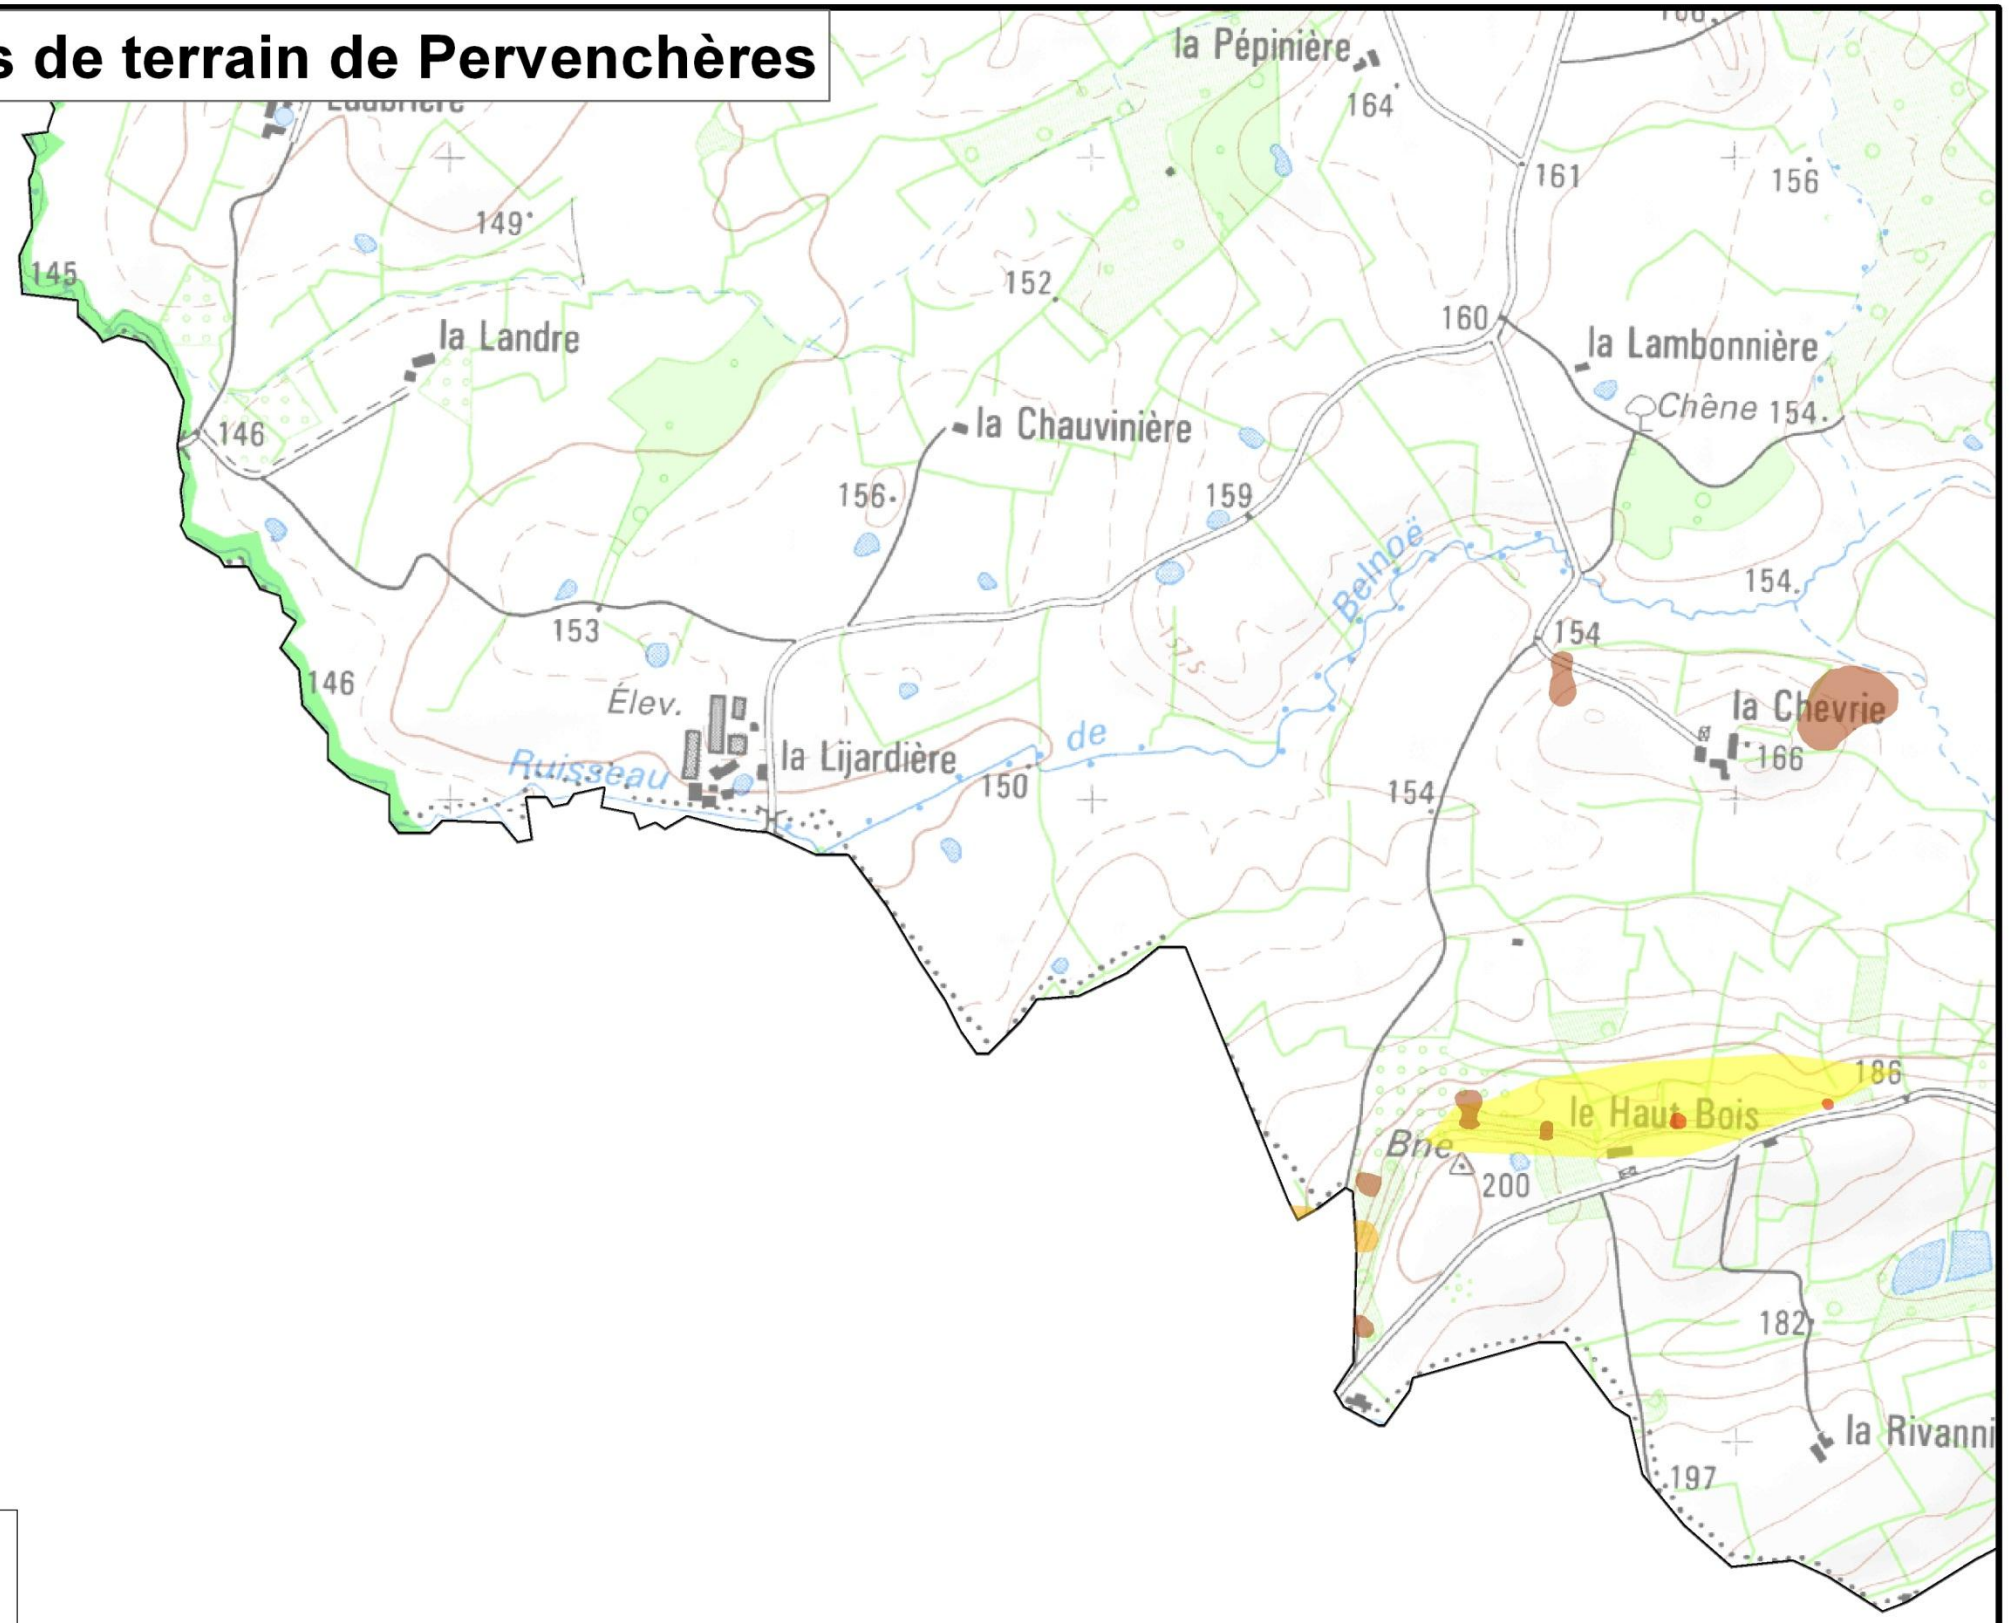 s de terrain de Pervenchères
la Pépinière
164
161
156
149
145
152
160
la Landre
la Lambonnière
Chêne 154
146
la Chauvinière
156
159
Belnoë
154
153
154
157,5
146
Élev.
la Chevrie
166
la Lijardière
de
Ruisseau
150
154
186
le Haut Bois
Bne
200
182
la Rivanni
197